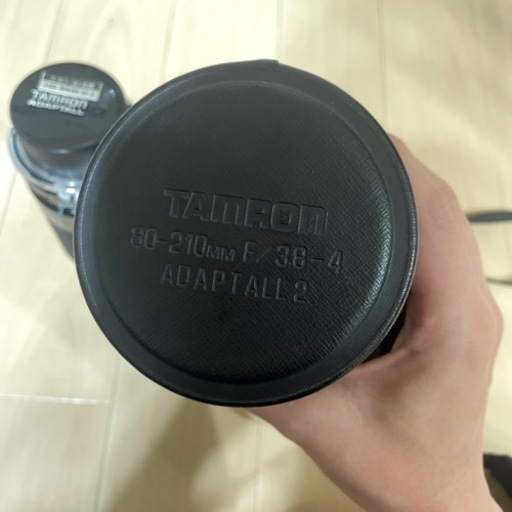 TAMRON
ADAPTALL
TAMRON
80-210MM F/3.8-4
ADAPTALL 2